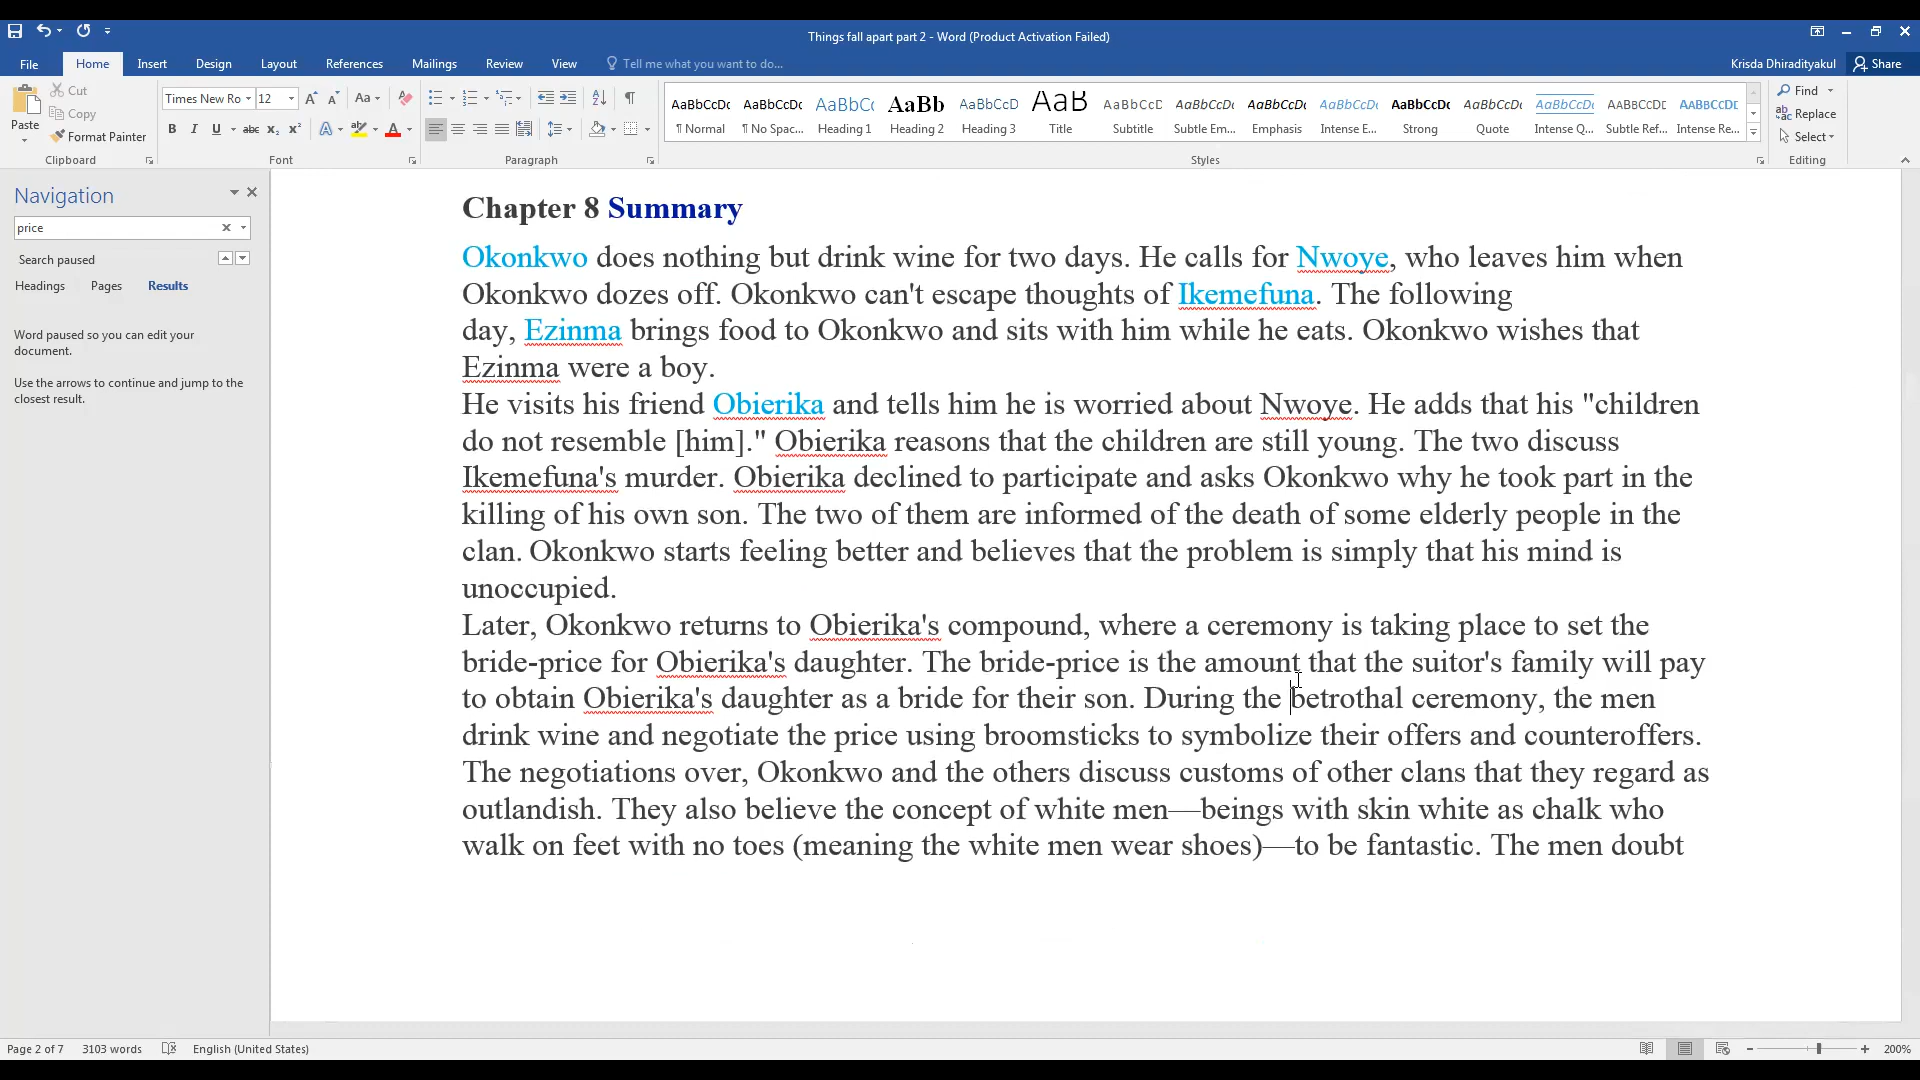 Things fall apart part 2 - Word (Product Activation Failed)
File Home Insert Design Layout References Mailings Review View Tell me what you want to do... Krisda Dhiradityakul Share
Paste Cut Copy Format Painter Clipboard
Times New Ro 12 Aa
B I U abc X₂ X² A A Font
Paragraph
AaBbCcDc AaBbCcDc AaBbCc AaBb AaBbCcD AaB AaBbCcD AaBbCcDc AaBbCcDc AaBbCcDc AaBbCcDc AaBbCcDc AaBbCcDc AABBCCDE AABBCCDE
¶ Normal ¶ No Spac... Heading 1 Heading 2 Heading 3 Title Subtitle Subtle Em... Emphasis Intense E... Strong Quote Intense Q... Subtle Ref... Intense Re...
Styles
Find
Replace
Select
Editing
Navigation
price
Search paused
Headings Pages Results
Word paused so you can edit your
document.
Use the arrows to continue and jump to the
closest result.
Chapter 8 Summary
Okonkwo does nothing but drink wine for two days. He calls for Nwoye, who leaves him when
Okonkwo dozes off. Okonkwo can't escape thoughts of Ikemefuna. The following
day, Ezinma brings food to Okonkwo and sits with him while he eats. Okonkwo wishes that
Ezinma were a boy.
He visits his friend Obierika and tells him he is worried about Nwoye. He adds that his "children
do not resemble [him]." Obierika reasons that the children are still young. The two discuss
Ikemefuna's murder. Obierika declined to participate and asks Okonkwo why he took part in the
killing of his own son. The two of them are informed of the death of some elderly people in the
clan. Okonkwo starts feeling better and believes that the problem is simply that his mind is
unoccupied.
Later, Okonkwo returns to Obierika's compound, where a ceremony is taking place to set the
bride-price for Obierika's daughter. The bride-price is the amount that the suitor's family will pay
to obtain Obierika's daughter as a bride for their son. During the betrothal ceremony, the men
drink wine and negotiate the price using broomsticks to symbolize their offers and counteroffers.
The negotiations over, Okonkwo and the others discuss customs of other clans that they regard as
outlandish. They also believe the concept of white men—beings with skin white as chalk who
walk on feet with no toes (meaning the white men wear shoes)—to be fantastic. The men doubt
Page 2 of 7 3103 words English (United States) 200%